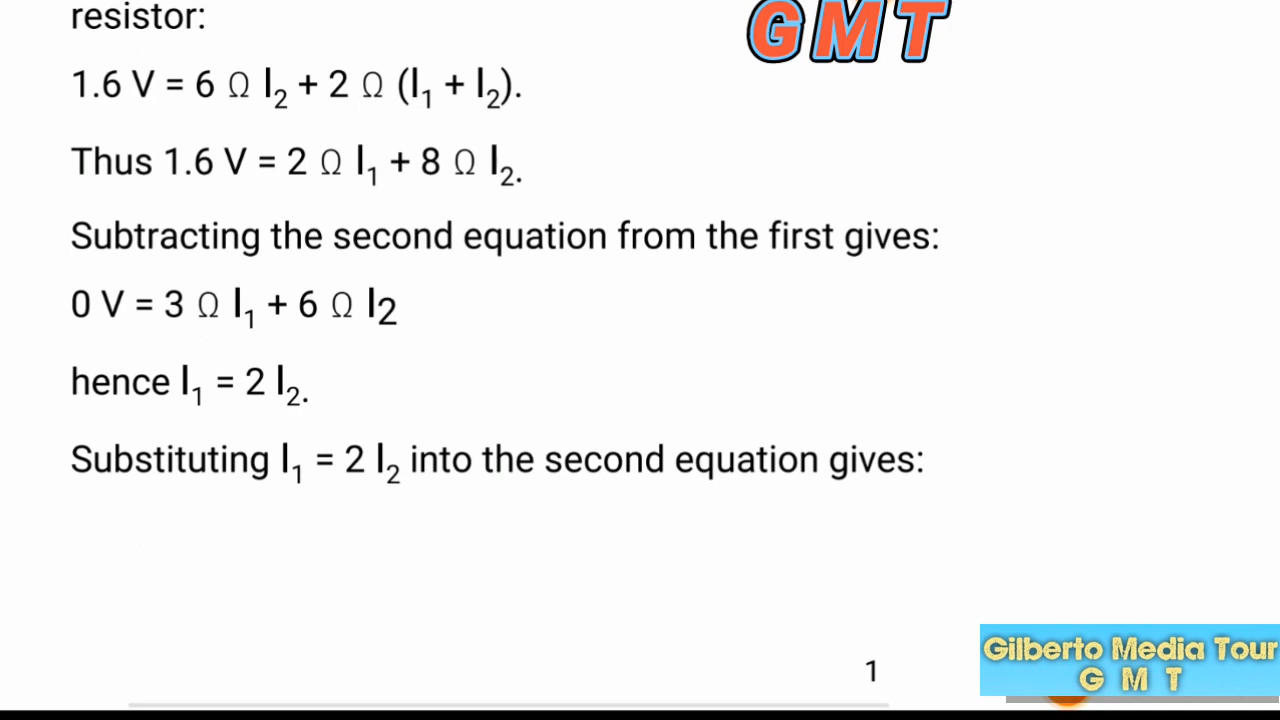 resistor:
GMT
1.6 V = 6 Ω I₂ + 2 Ω (I₁ + I₂).
Thus 1.6 V = 2 Ω I₁ + 8 Ω I₂.
Subtracting the second equation from the first gives:
0 V = 3 Ω I₁ + 6 Ω I2
hence I₁ = 2 I₂.
Substituting I₁ = 2 I₂ into the second equation gives:
1
Gilberto Media Tour
G M T